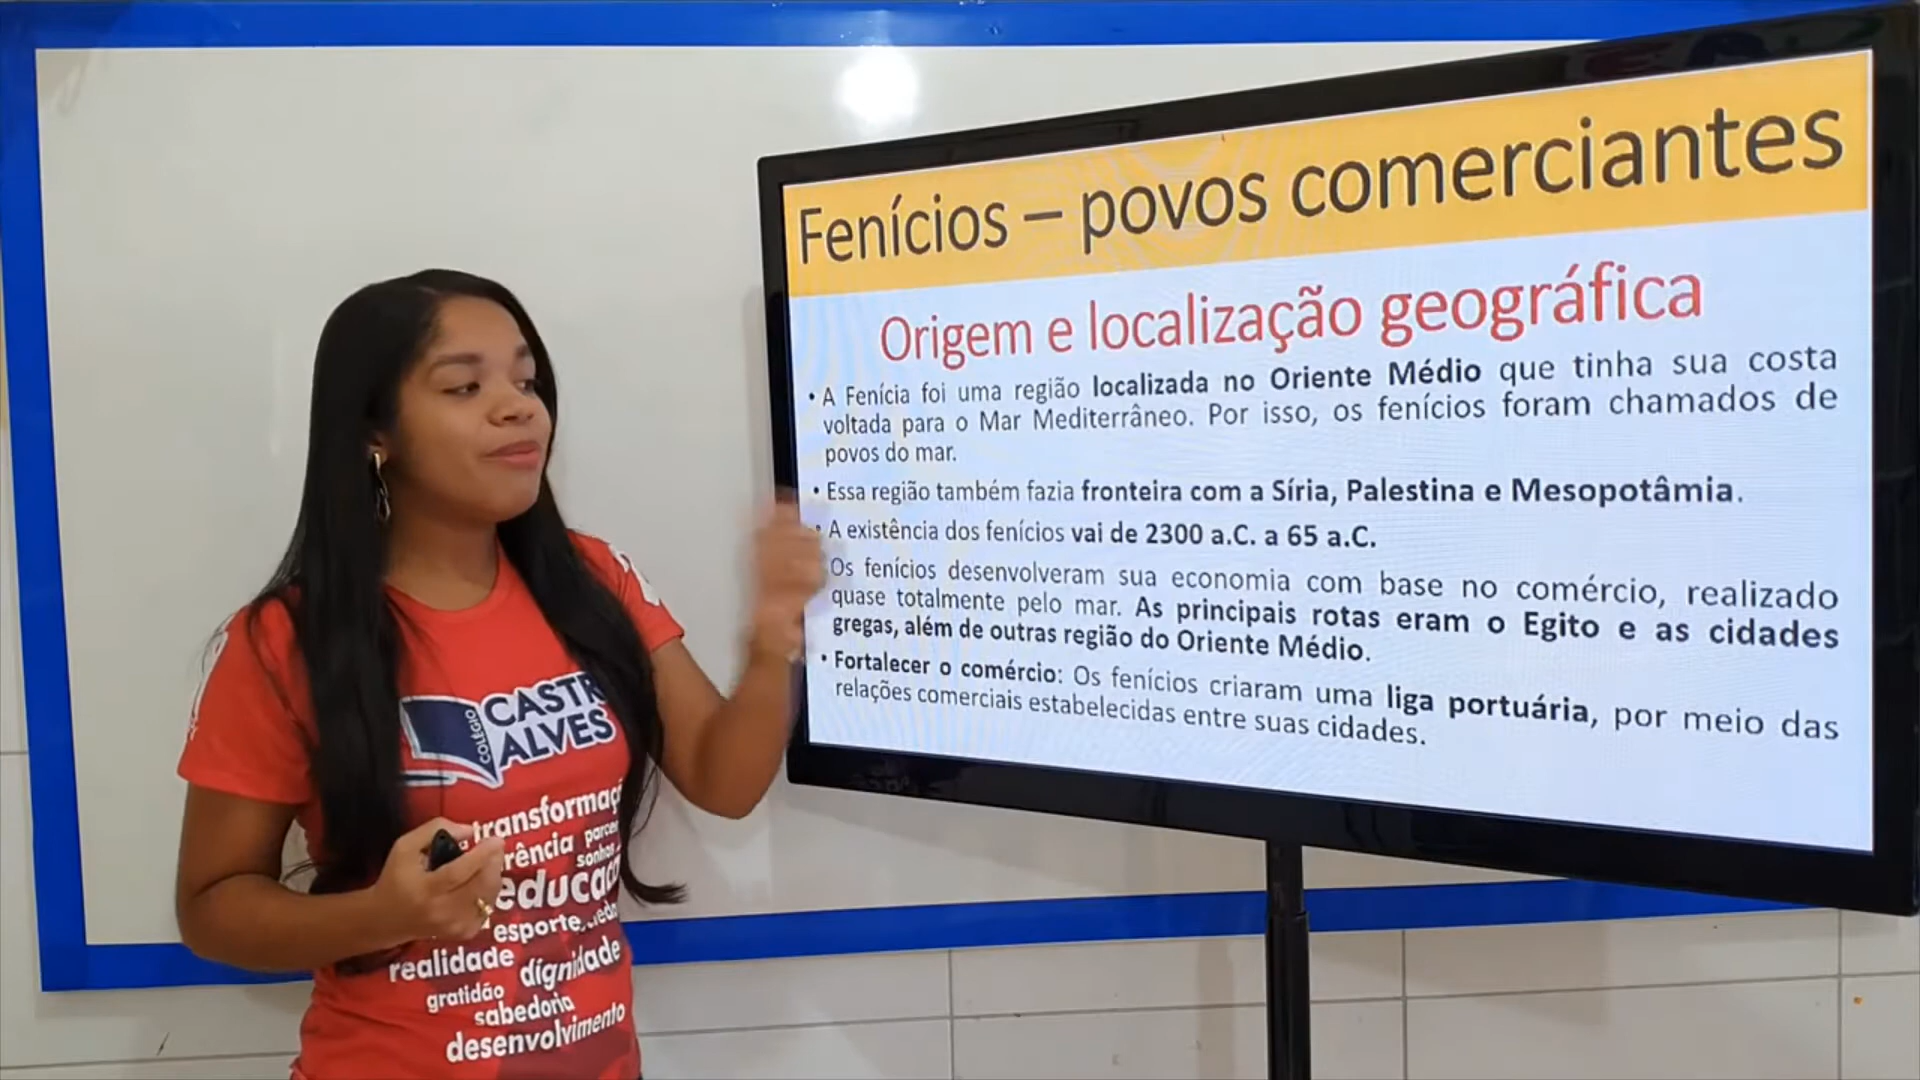 Fenícios – povos comerciantes
Origem e localização geográfica
• A Fenícia foi uma região localizada no Oriente Médio que tinha sua costa
voltada para o Mar Mediterrâneo. Por isso, os fenícios foram chamados de
povos do mar.
• Essa região também fazia fronteira com a Síria, Palestina e Mesopotâmia.
• A existência dos fenícios vai de 2300 a.C. a 65 a.C.
Os fenícios desenvolveram sua economia com base no comércio, realizado
quase totalmente pelo mar. As principais rotas eram o Egito e as cidades
gregas, além de outras região do Oriente Médio.
• Fortalecer o comércio: Os fenícios criaram uma liga portuária, por meio das
relações comerciais estabelecidas entre suas cidades.
COLÉGIO
CASTR
ALVES
transformaç
rência
sonhos
educaç
esporte
realidade dignidade
gratidão
sabedoria
desenvolvimento